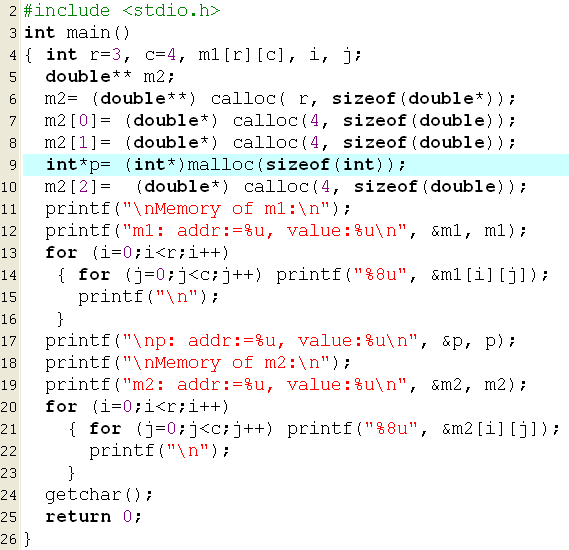 2 #include <stdio.h>
3 int main()
4 { int r=3, c=4, m1[r][c], i, j;
5   double** m2;
6   m2= (double**) calloc( r, sizeof(double*));
7   m2[0]= (double*) calloc(4, sizeof(double));
8   m2[1]= (double*) calloc(4, sizeof(double));
9   int*p= (int*)malloc(sizeof(int));
10   m2[2]=  (double*) calloc(4, sizeof(double));
11   printf("\nMemory of m1:\n");
12   printf("m1: addr:=%u, value:%u\n", &m1, m1);
13   for (i=0;i<r;i++)
14    { for (j=0;j<c;j++) printf("%8u", &m1[i][j]);
15      printf("\n");
16    }
17   printf("\np: addr:=%u, value:%u\n", &p, p);
18   printf("\nMemory of m2:\n");
19   printf("m2: addr:=%u, value:%u\n", &m2, m2);
20   for (i=0;i<r;i++)
21     { for (j=0;j<c;j++) printf("%8u", &m2[i][j]);
22       printf("\n");
23     }
24   getchar();
25   return 0;
26 }